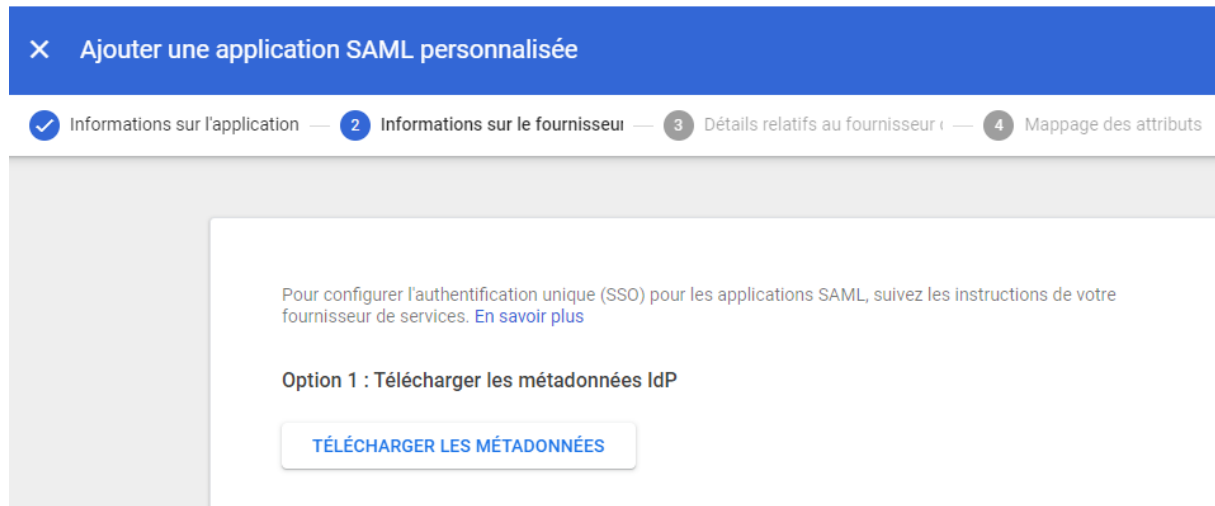 Ajouter une application SAML personnalisée
Informations sur l'application 2 Informations sur le fournisseur 3 Détails relatifs au fournisseur 4 Mappage des attributs
Pour configurer l'authentification unique (SSO) pour les applications SAML, suivez les instructions de votre
fournisseur de services. En savoir plus
Option 1 : Télécharger les métadonnées IdP
TÉLÉCHARGER LES MÉTADONNÉES